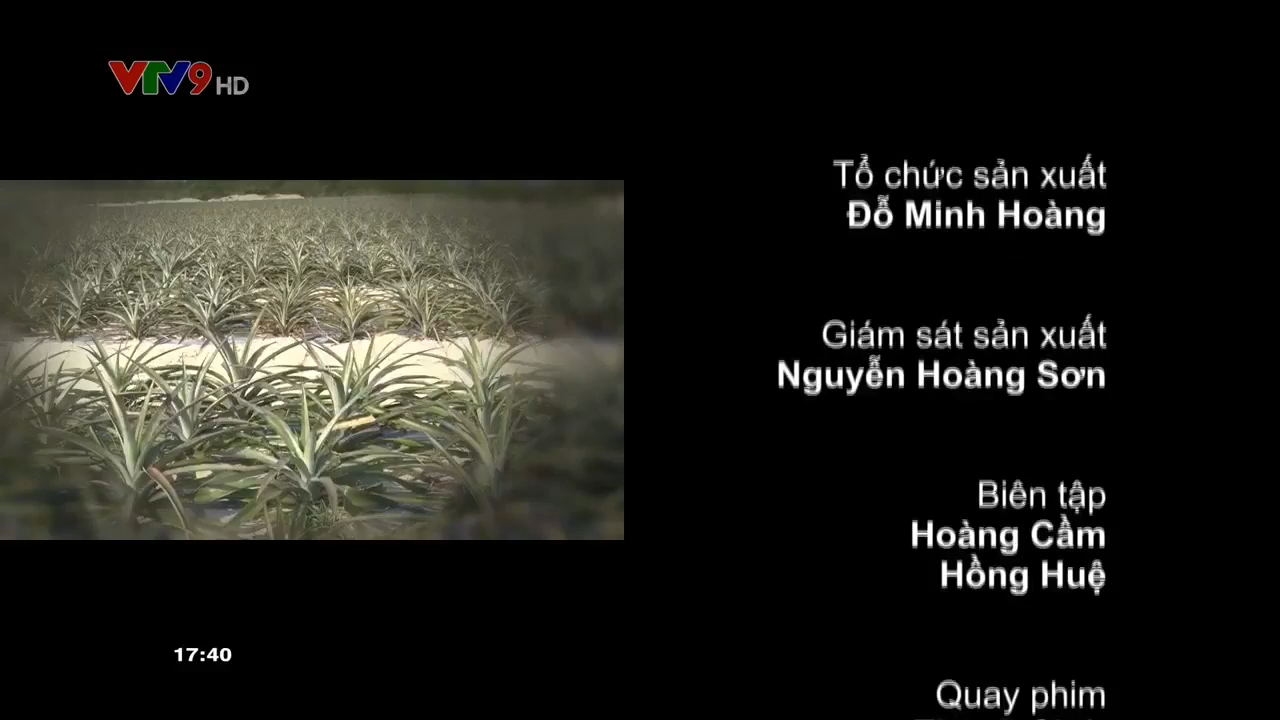 VTV9 HD
Tổ chức sản xuất
Đỗ Minh Hoàng
Giám sát sản xuất
Nguyễn Hoàng Sơn
Biên tập
Hoàng Cầm
Hồng Huệ
17:40
Quay phim